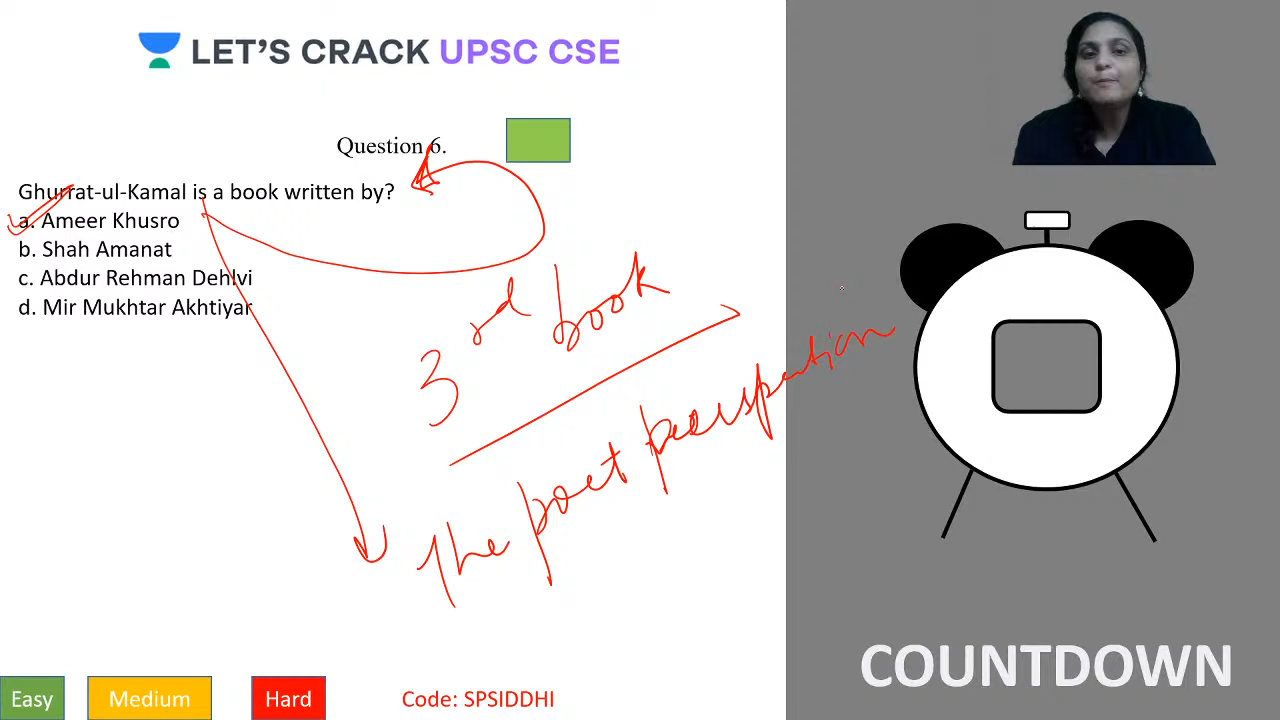 LET'S CRACK UPSC CSE
Question 6.
Ghurrat-ul-Kamal is a book written by?
a. Ameer Khusro
b. Shah Amanat
c. Abdur Rehman Dehlvi
d. Mir Mukhtar Akhtiyar
3rd book
The poet
COUNTDOWN
Easy
Medium
Hard
Code: SPSIDDHI